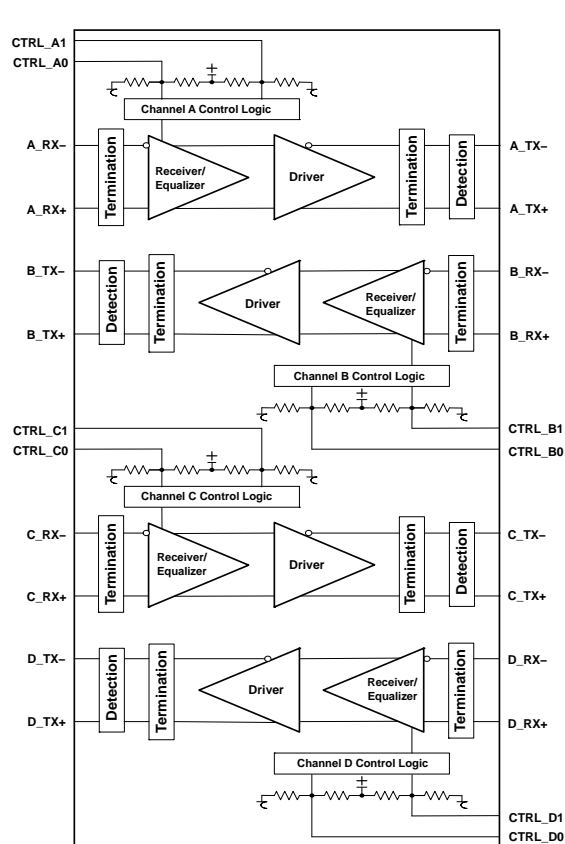 CTRL_A1
CTRL_A0
Channel A Control Logic
A_RX–
A_RX+
Termination
Receiver/
Equalizer
Driver
Termination
Detection
A_TX–
A_TX+
B_TX–
B_TX+
Detection
Termination
Driver
Receiver/
Equalizer
Termination
B_RX–
B_RX+
Channel B Control Logic
CTRL_B1
CTRL_B0
CTRL_C1
CTRL_C0
Channel C Control Logic
C_RX–
C_RX+
Termination
Receiver/
Equalizer
Driver
Termination
Detection
C_TX–
C_TX+
D_TX–
D_TX+
Detection
Termination
Driver
Receiver/
Equalizer
Termination
D_RX–
D_RX+
Channel D Control Logic
CTRL_D1
CTRL_D0